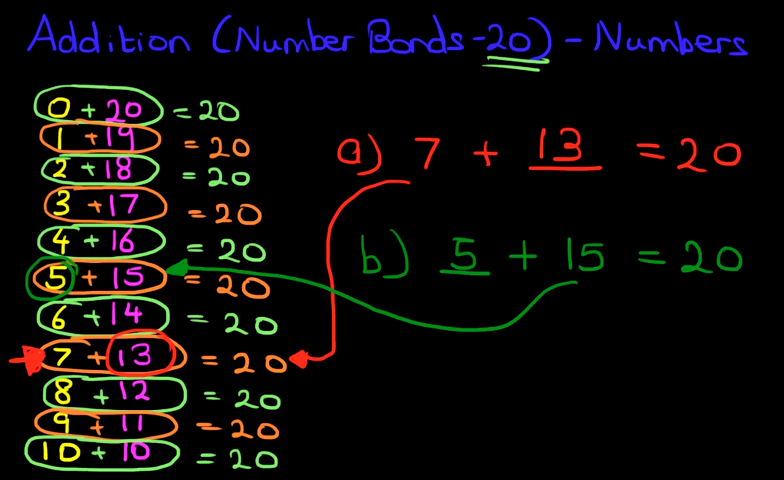 Addition (Number Bonds-20) - Numbers
0 + 20 = 20
1 + 19 = 20
2 + 18 = 20
3 + 17 = 20
4 + 16 = 20
5 + 15 = 20
6 + 14 = 20
7 + 13 = 20
8 + 12 = 20
9 + 11 = 20
10 + 10 = 20
a) 7 + 13 = 20
b) 5 + 15 = 20